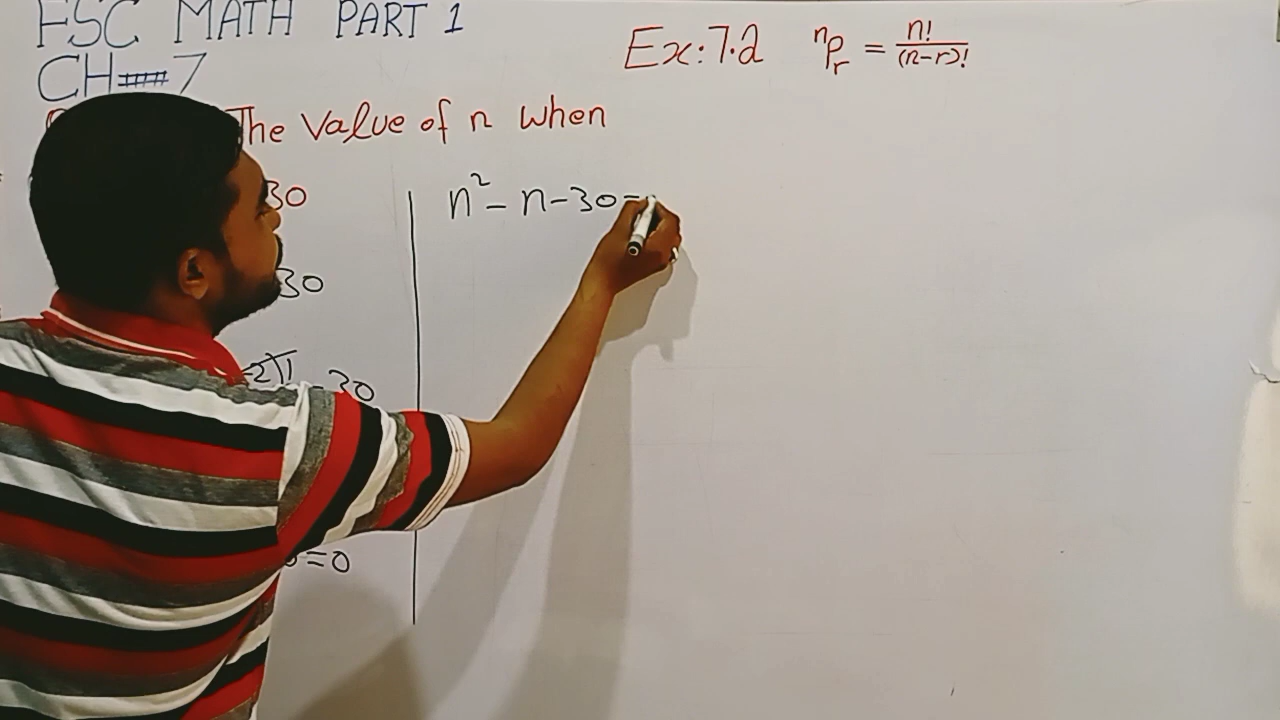 FSC MATH PART 1
CH # 7
Ex: 7.2 ⁿPᵣ = n!/(n-r)!
The value of n when
30
30
30
=0
n² - n - 30 =